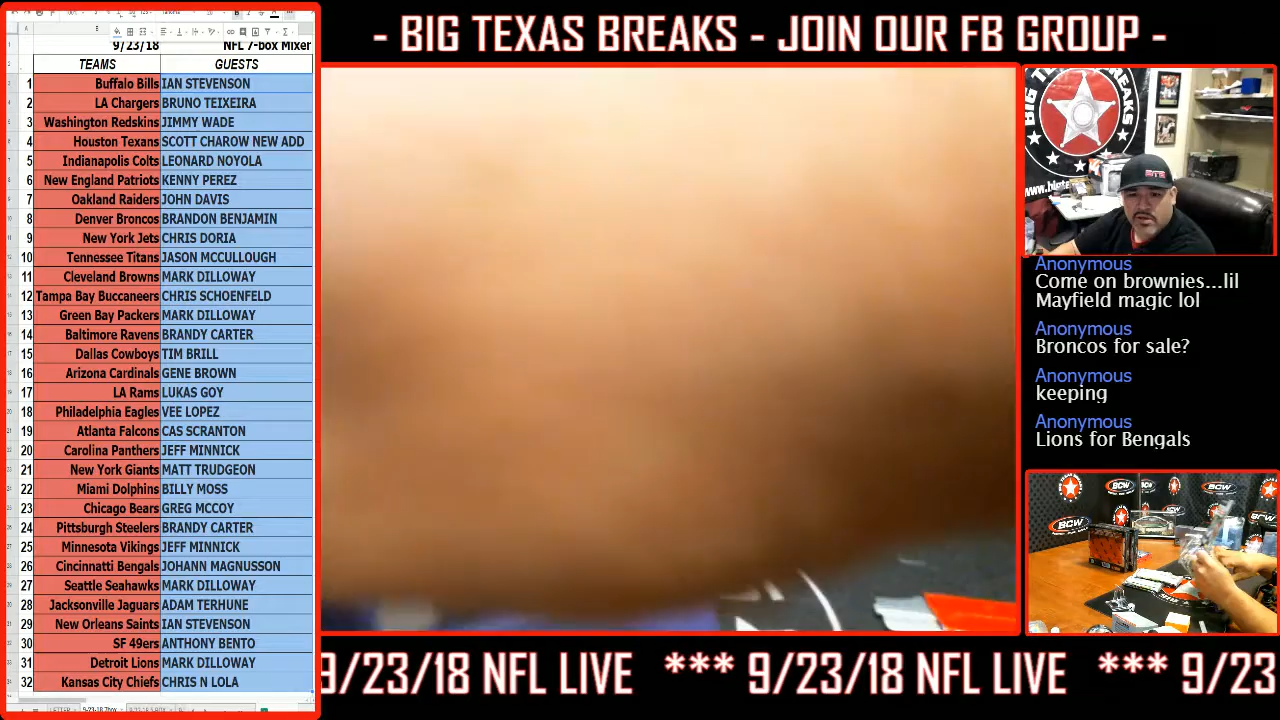 - BIG TEXAS BREAKS - JOIN OUR FB GROUP -
9/23/18 NFL 7-box Mixer
TEAMS GUESTS
1 Buffalo Bills IAN STEVENSON
2 LA Chargers BRUNO TEIXEIRA
3 Washington Redskins JIMMY WADE
4 Houston Texans SCOTT CHAROW NEW ADD
5 Indianapolis Colts LEONARD NOYOLA
6 New England Patriots KENNY PEREZ
7 Oakland Raiders JOHN DAVIS
8 Denver Broncos BRANDON BENJAMIN
9 New York Jets CHRIS DORIA
10 Tennessee Titans JASON MCCULLOUGH
11 Cleveland Browns MARK DILLOWAY
12 Tampa Bay Buccaneers CHRIS SCHOENFELD
13 Green Bay Packers MARK DILLOWAY
14 Baltimore Ravens BRANDY CARTER
15 Dallas Cowboys TIM BRILL
16 Arizona Cardinals GENE BROWN
17 LA Rams LUKAS GOY
18 Philadelphia Eagles VEE LOPEZ
19 Atlanta Falcons CAS SCRANTON
20 Carolina Panthers JEFF MINNICK
21 New York Giants MATT TRUDGEON
22 Miami Dolphins BILLY MOSS
23 Chicago Bears GREG MCCOY
24 Pittsburgh Steelers BRANDY CARTER
25 Minnesota Vikings JEFF MINNICK
26 Cincinnatti Bengals JOHANN MAGNUSSON
27 Seattle Seahawks MARK DILLOWAY
28 Jacksonville Jaguars ADAM TERHUNE
29 New Orleans Saints IAN STEVENSON
30 SF 49ers ANTHONY BENTO
31 Detroit Lions MARK DILLOWAY
32 Kansas City Chiefs CHRIS N LOLA
BIG TEXAS BREAKS
Anonymous
Come on brownies...lil
Mayfield magic lol
Anonymous
Broncos for sale?
Anonymous
keeping
Anonymous
Lions for Bengals
BCW
BCW
BCW
BCW
9/23/18 NFL LIVE *** 9/23/18 NFL LIVE *** 9/23